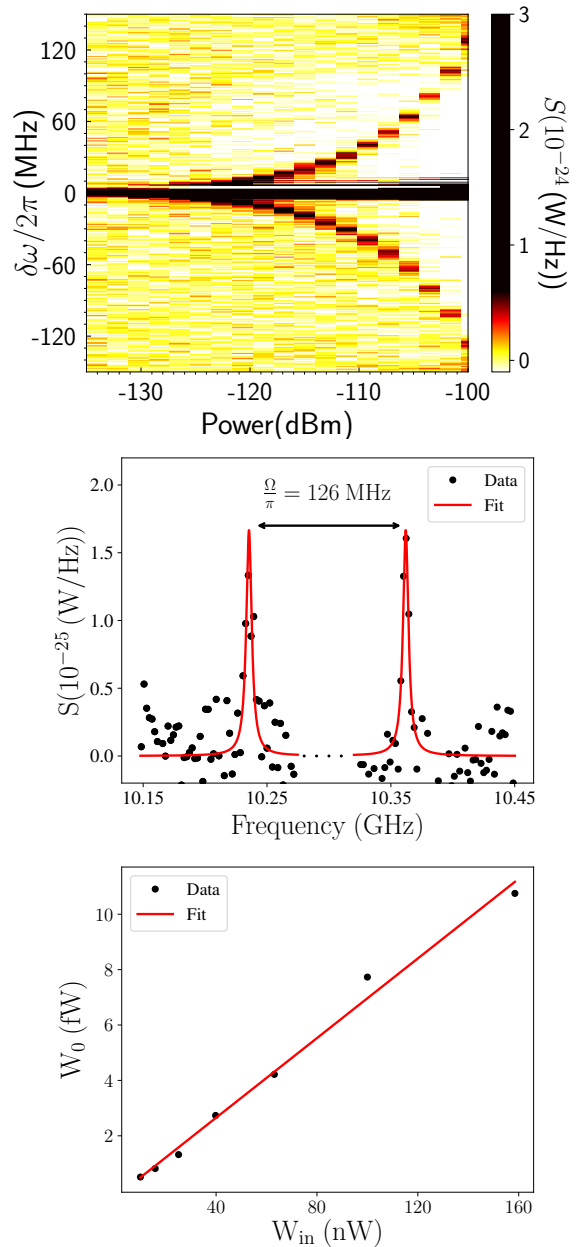 150
120
60
0
-60
-120
δω/2π (MHz)
-130
-120
-110
-100
Power(dBm)
3
2
1
0
S(10⁻²⁴ (W/Hz))
Ω/π = 126 MHz
Data
Fit
2.0
1.5
1.0
0.5
0.0
S(10⁻²⁵ (W/Hz))
10.15
10.25
10.35
10.45
Frequency (GHz)
Data
Fit
10
8
6
4
2
W₀ (fW)
40
80
120
160
W_in (nW)